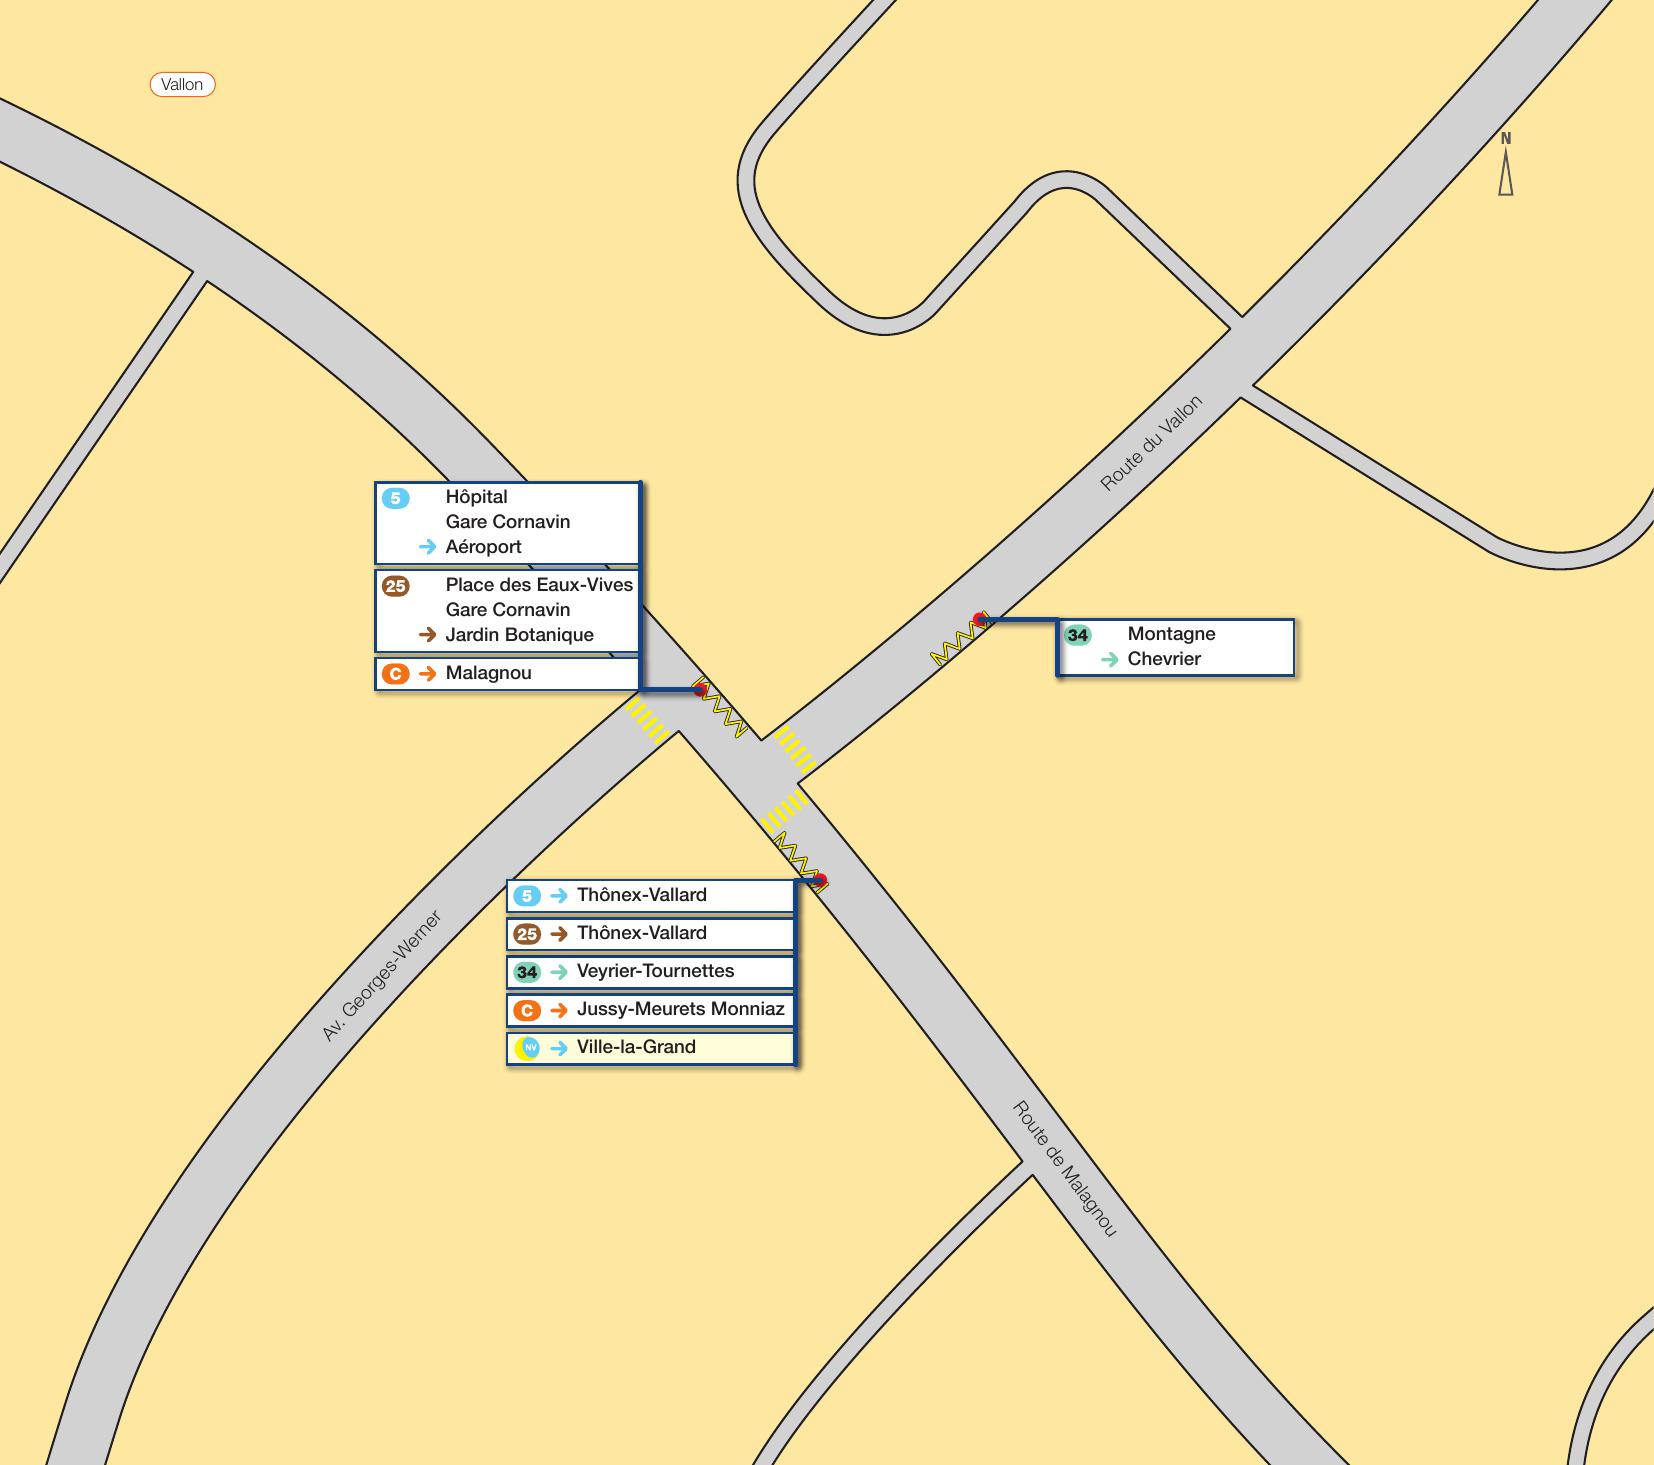 Vallon
N
Route du Vallon
5 Hôpital
Gare Cornavin
Aéroport
25 Place des Eaux-Vives
Gare Cornavin
Jardin Botanique
C Malagnou
34 Montagne
Chevrier
5 Thônex-Vallard
25 Thônex-Vallard
34 Veyrier-Tournettes
C Jussy-Meurets Monniaz
NV Ville-la-Grand
Av. Georges-Werner
Route de Malagnou